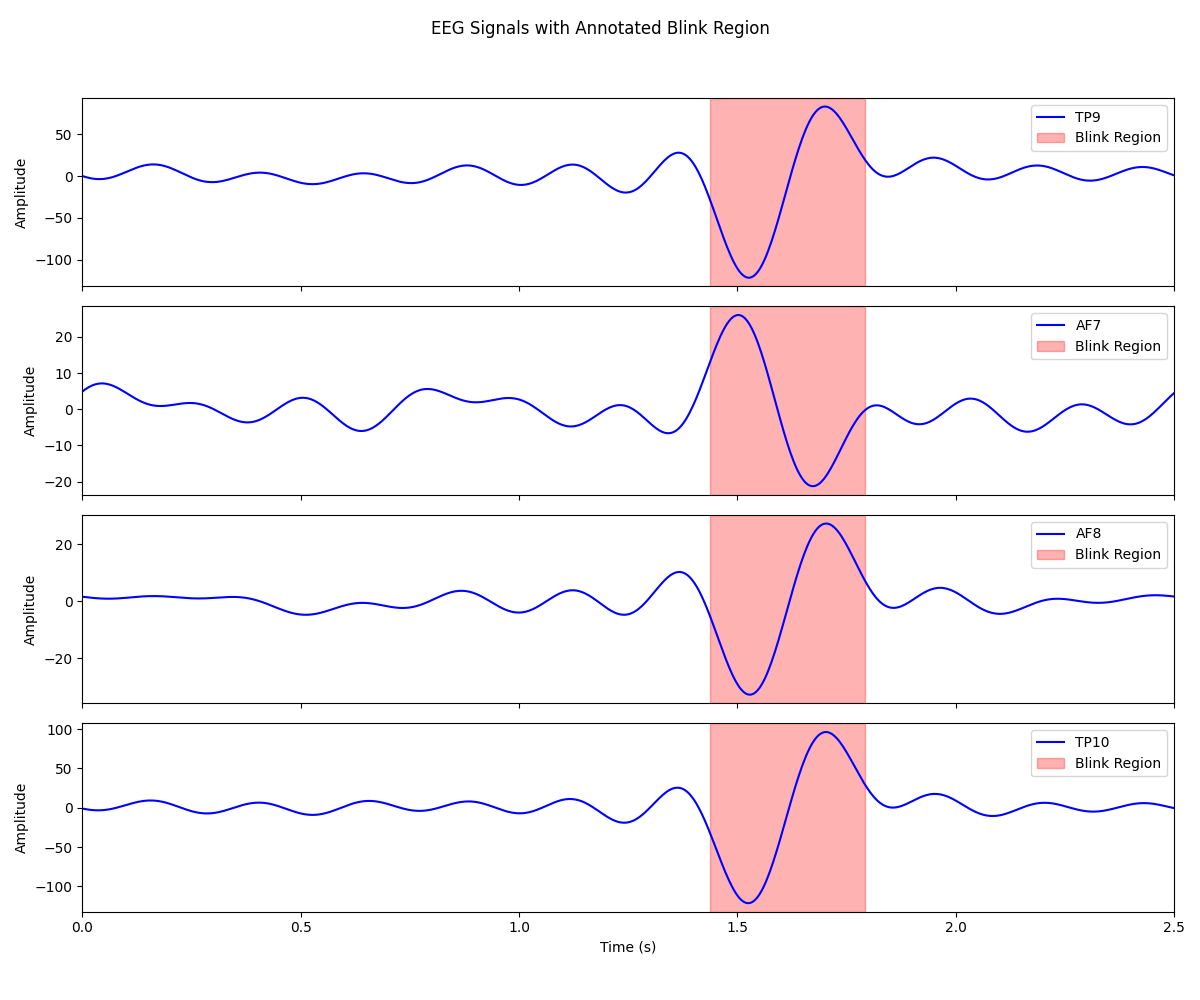 EEG Signals with Annotated Blink Region
TP9
Blink Region
50
0
−50
−100
Amplitude
AF7
Blink Region
20
10
0
−10
−20
Amplitude
AF8
Blink Region
20
0
−20
Amplitude
TP10
Blink Region
100
50
0
−50
−100
Amplitude
0.0 0.5 1.0 1.5 2.0 2.5
Time (s)